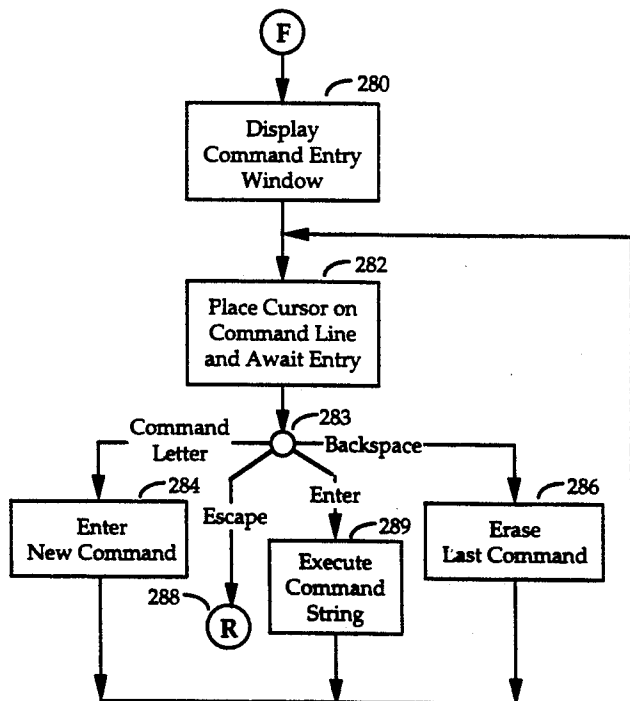 F
280
Display
Command Entry
Window
282
Place Cursor on
Command Line
and Await Entry
283
Command
Letter
Backspace
284
Enter
New Command
Escape
Enter
286
Erase
Last Command
289
Execute
Command
String
288
R